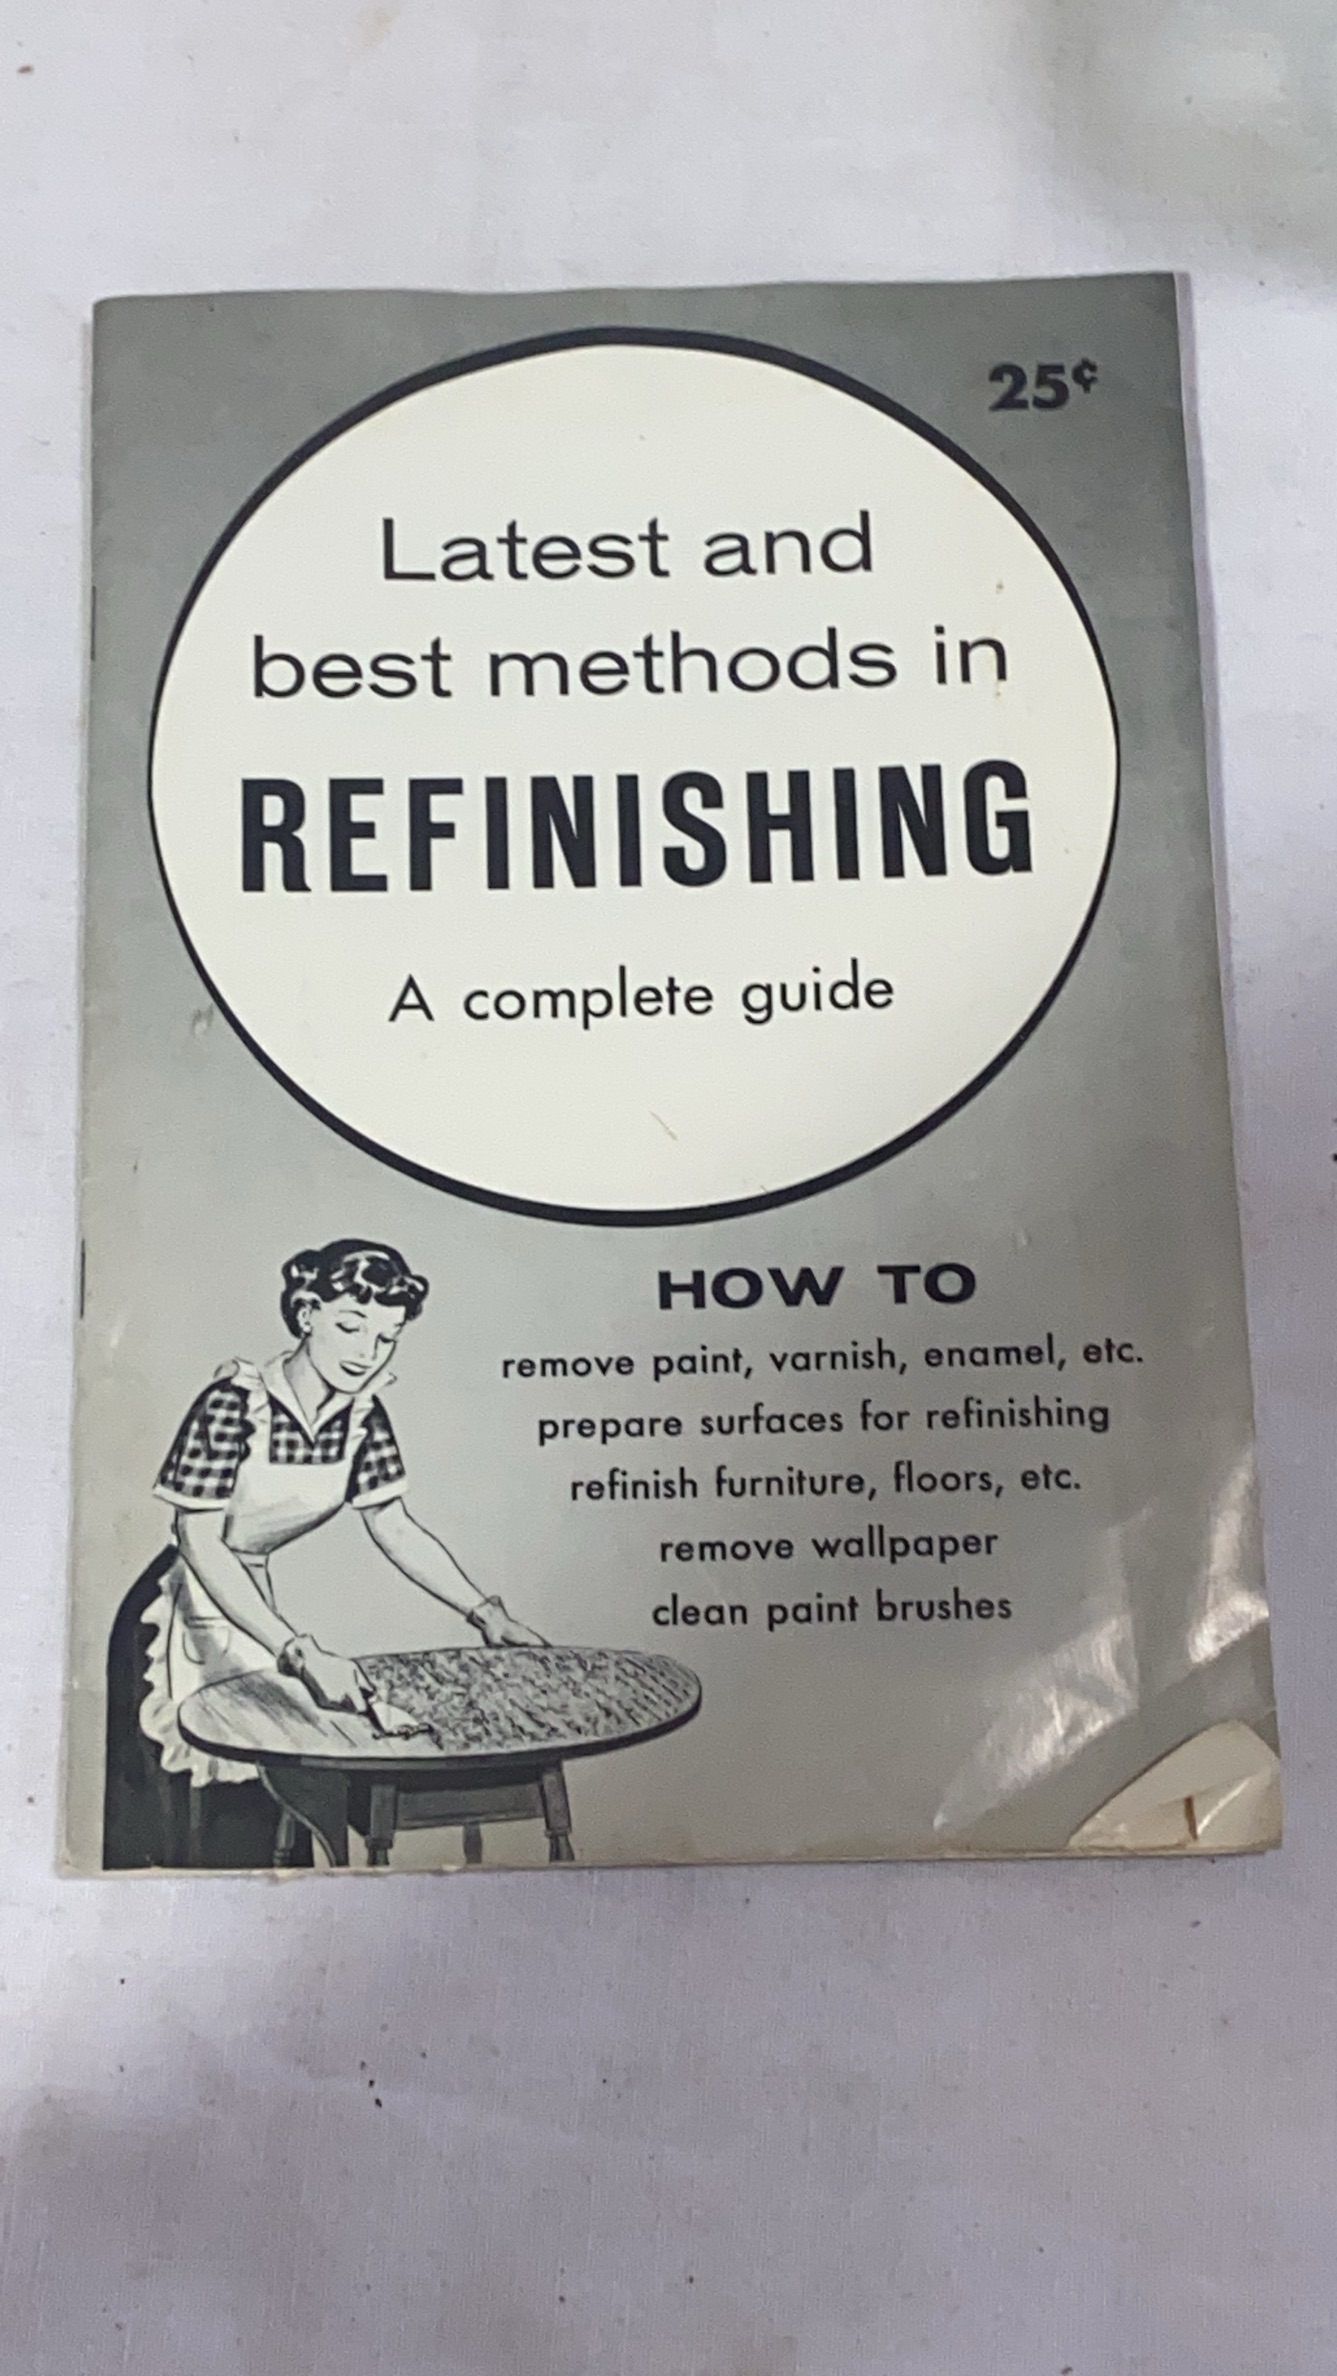 25¢
Latest and
best methods in
REFINISHING
A complete guide
HOW TO
remove paint, varnish, enamel, etc.
prepare surfaces for refinishing
refinish furniture, floors, etc.
remove wallpaper
clean paint brushes